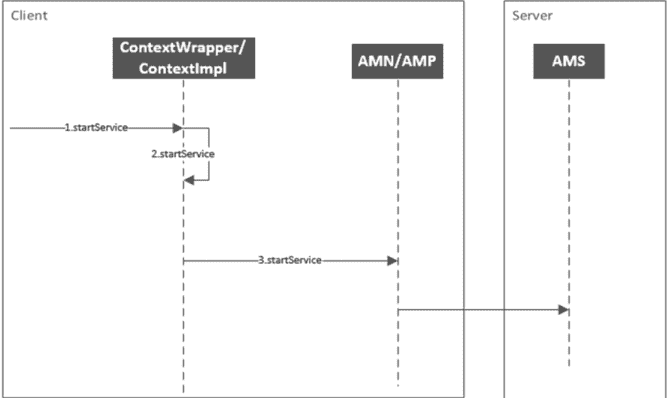 Client
Server
ContextWrapper/
ContextImpl
AMN/AMP
AMS
1.startService
2.startService
3.startService